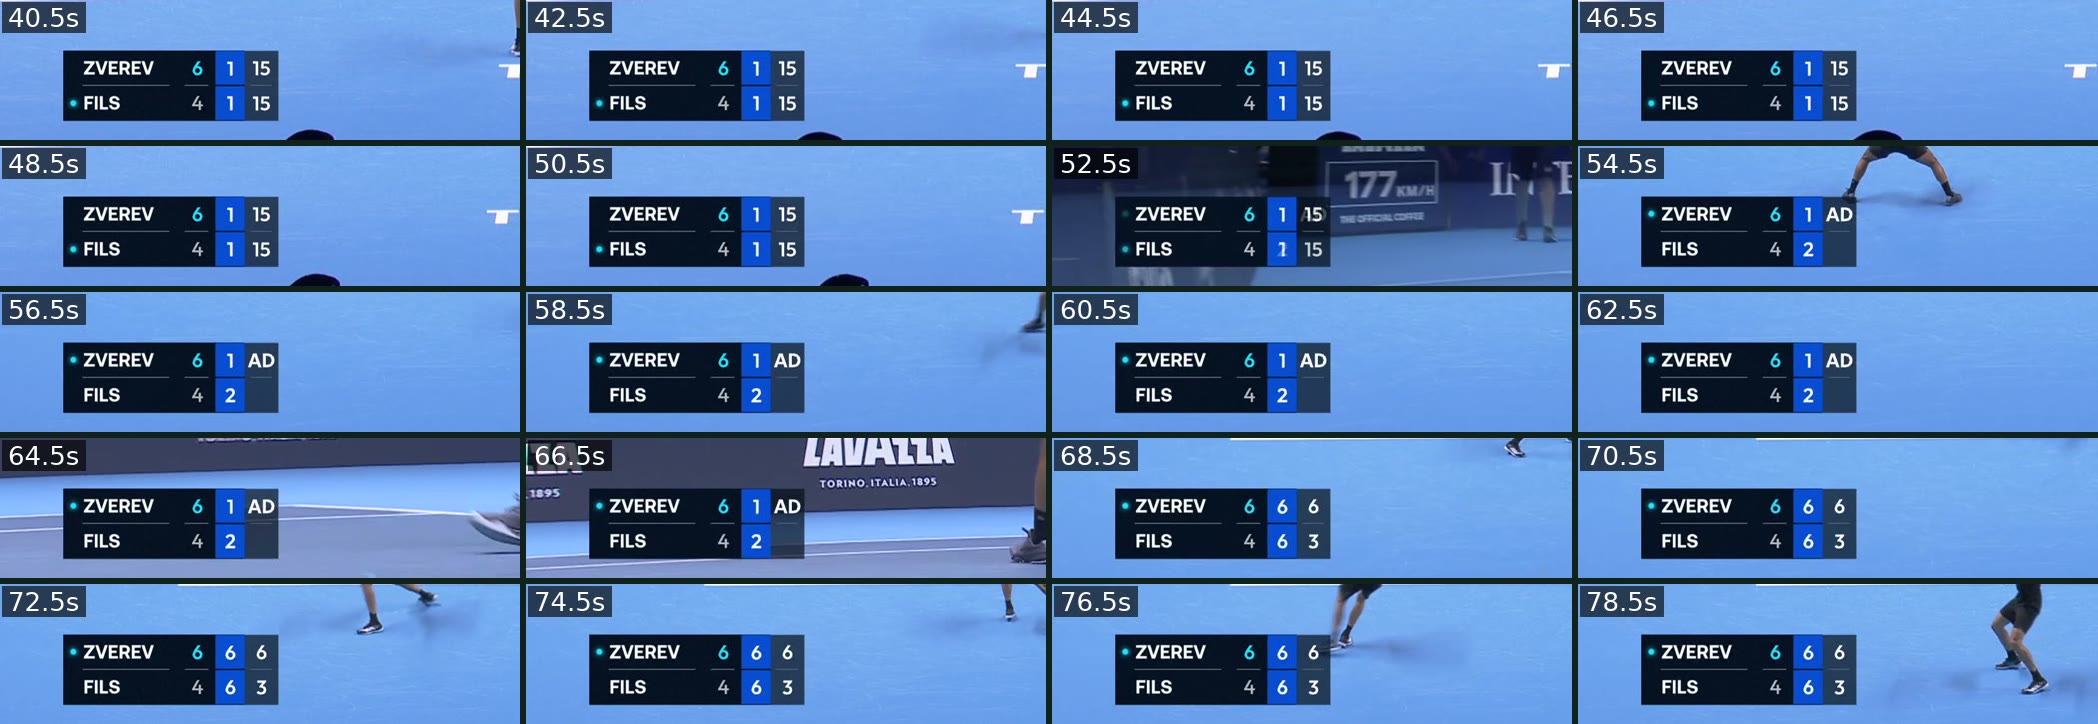 40.5s
ZVEREV 6 1 15
FILS 4 1 15
42.5s
ZVEREV 6 1 15
FILS 4 1 15
44.5s
ZVEREV 6 1 15
FILS 4 1 15
46.5s
ZVEREV 6 1 15
FILS 4 1 15
48.5s
ZVEREV 6 1 15
FILS 4 1 15
50.5s
ZVEREV 6 1 15
FILS 4 1 15
52.5s
177 KM/H
THE OFFICIAL COFFEE
ZVEREV 6 1 15
FILS 4 15
54.5s
ZVEREV 6 1 AD
FILS 4 2
56.5s
ZVEREV 6 1 AD
FILS 4 2
58.5s
ZVEREV 6 1 AD
FILS 4 2
60.5s
ZVEREV 6 1 AD
FILS 4 2
62.5s
ZVEREV 6 1 AD
FILS 4 2
64.5s
ZVEREV 6 1 AD
FILS 4 2
66.5s
LAVAZZA
TORINO, ITALIA, 1895
1895
ZVEREV 6 1 AD
FILS 4 2
68.5s
ZVEREV 6 6 6
FILS 4 6 3
70.5s
ZVEREV 6 6 6
FILS 4 6 3
72.5s
ZVEREV 6 6 6
FILS 4 6 3
74.5s
ZVEREV 6 6 6
FILS 4 6 3
76.5s
ZVEREV 6 6 6
FILS 4 6 3
78.5s
ZVEREV 6 6 6
FILS 4 6 3